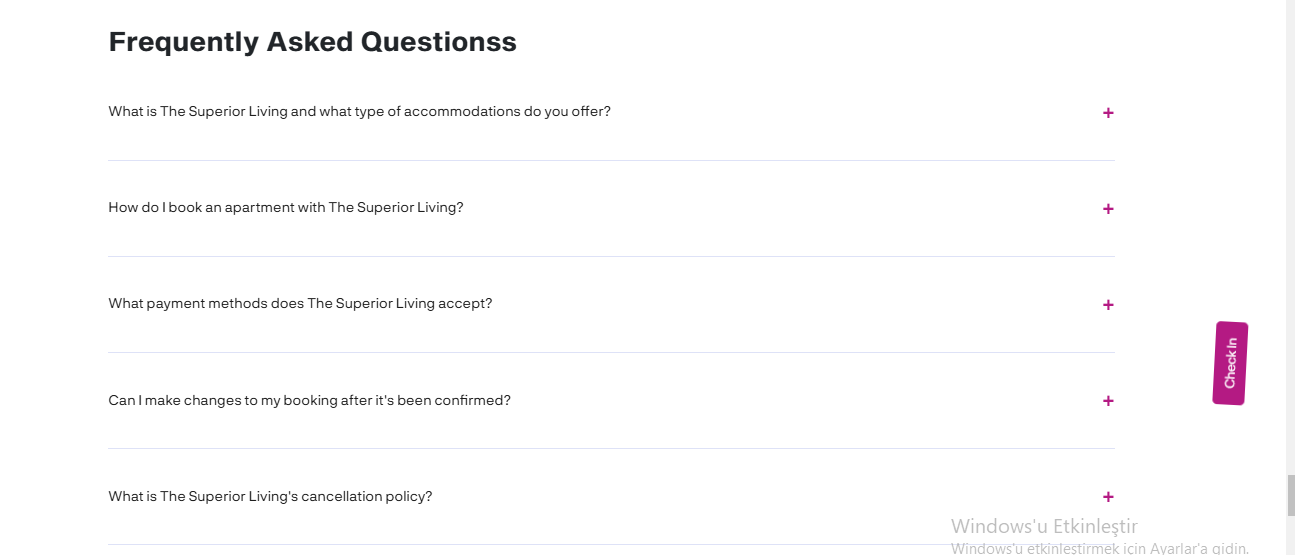 Frequently Asked Questionss
What is The Superior Living and what type of accommodations do you offer?
+
How do I book an apartment with The Superior Living?
+
What payment methods does The Superior Living accept?
+
Check In
Can I make changes to my booking after it's been confirmed?
+
What is The Superior Living's cancellation policy?
+
Windows'u Etkinleştir
Windows'u etkinleştirmek için Ayarlar'a gidin.